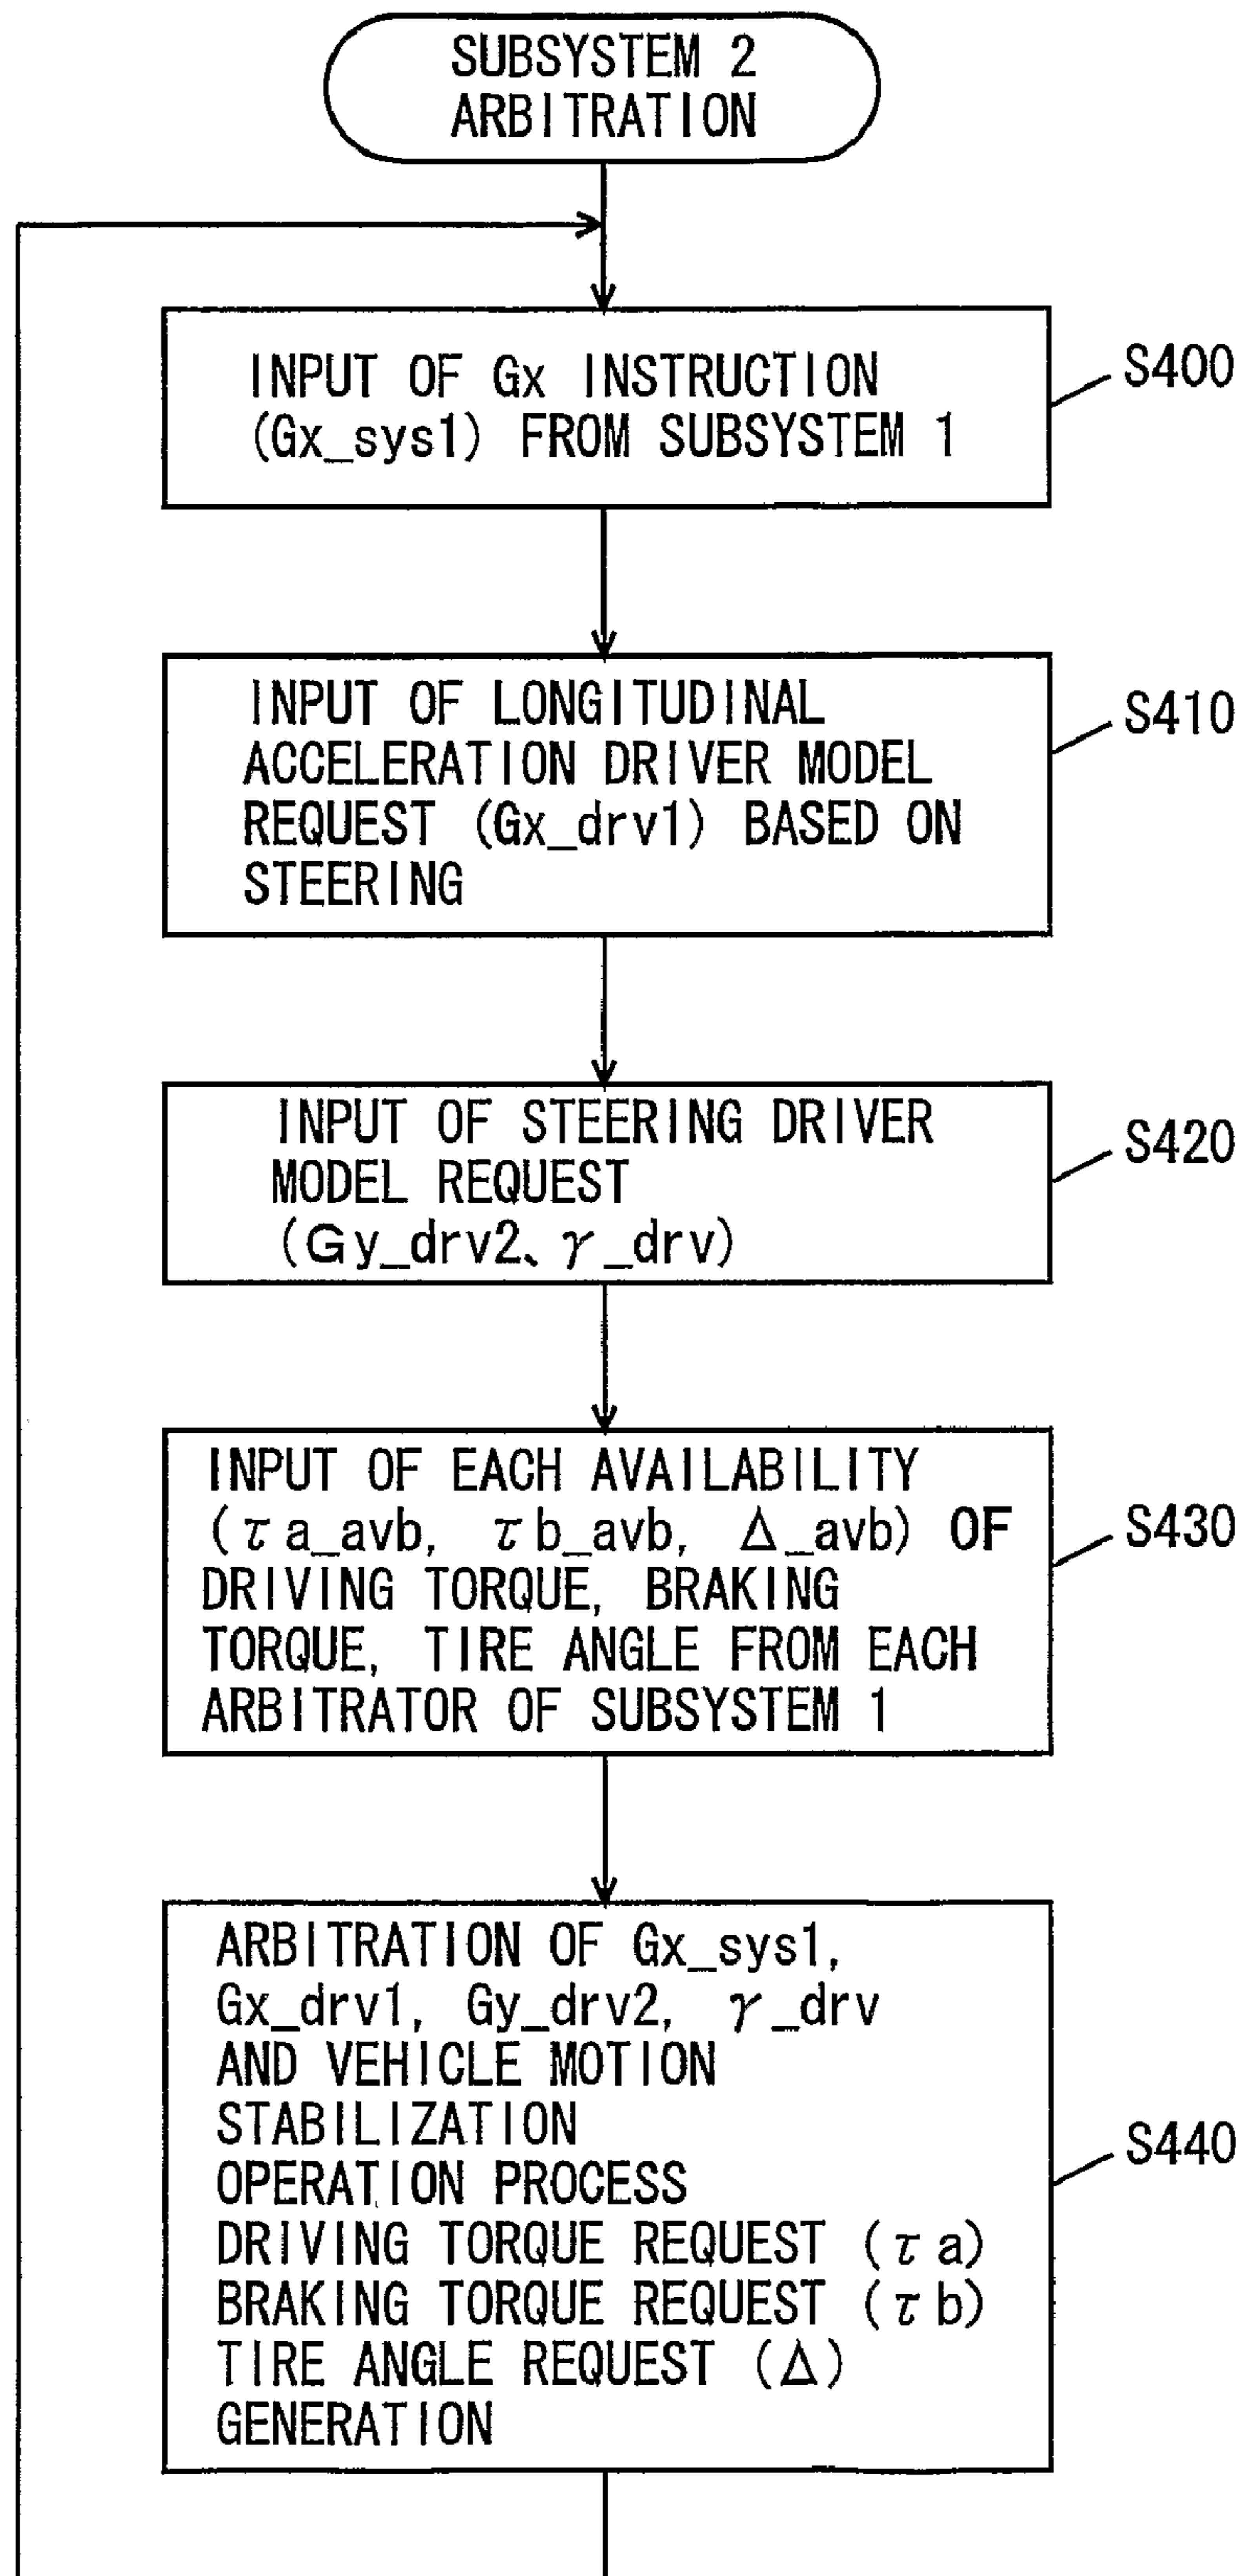 SUBSYSTEM 2
ARBITRATION
INPUT OF Gx INSTRUCTION
(Gx_sys1) FROM SUBSYSTEM 1
S400
INPUT OF LONGITUDINAL
ACCELERATION DRIVER MODEL
REQUEST (Gx_drv1) BASED ON
STEERING
S410
INPUT OF STEERING DRIVER
MODEL REQUEST
(Gy_drv2、γ_drv)
S420
INPUT OF EACH AVAILABILITY
(τa_avb, τb_avb, Δ_avb) OF
DRIVING TORQUE, BRAKING
TORQUE, TIRE ANGLE FROM EACH
ARBITRATOR OF SUBSYSTEM 1
S430
ARBITRATION OF Gx_sys1,
Gx_drv1, Gy_drv2, γ_drv
AND VEHICLE MOTION
STABILIZATION
OPERATION PROCESS
DRIVING TORQUE REQUEST (τa)
BRAKING TORQUE REQUEST (τb)
TIRE ANGLE REQUEST (Δ)
GENERATION
S440